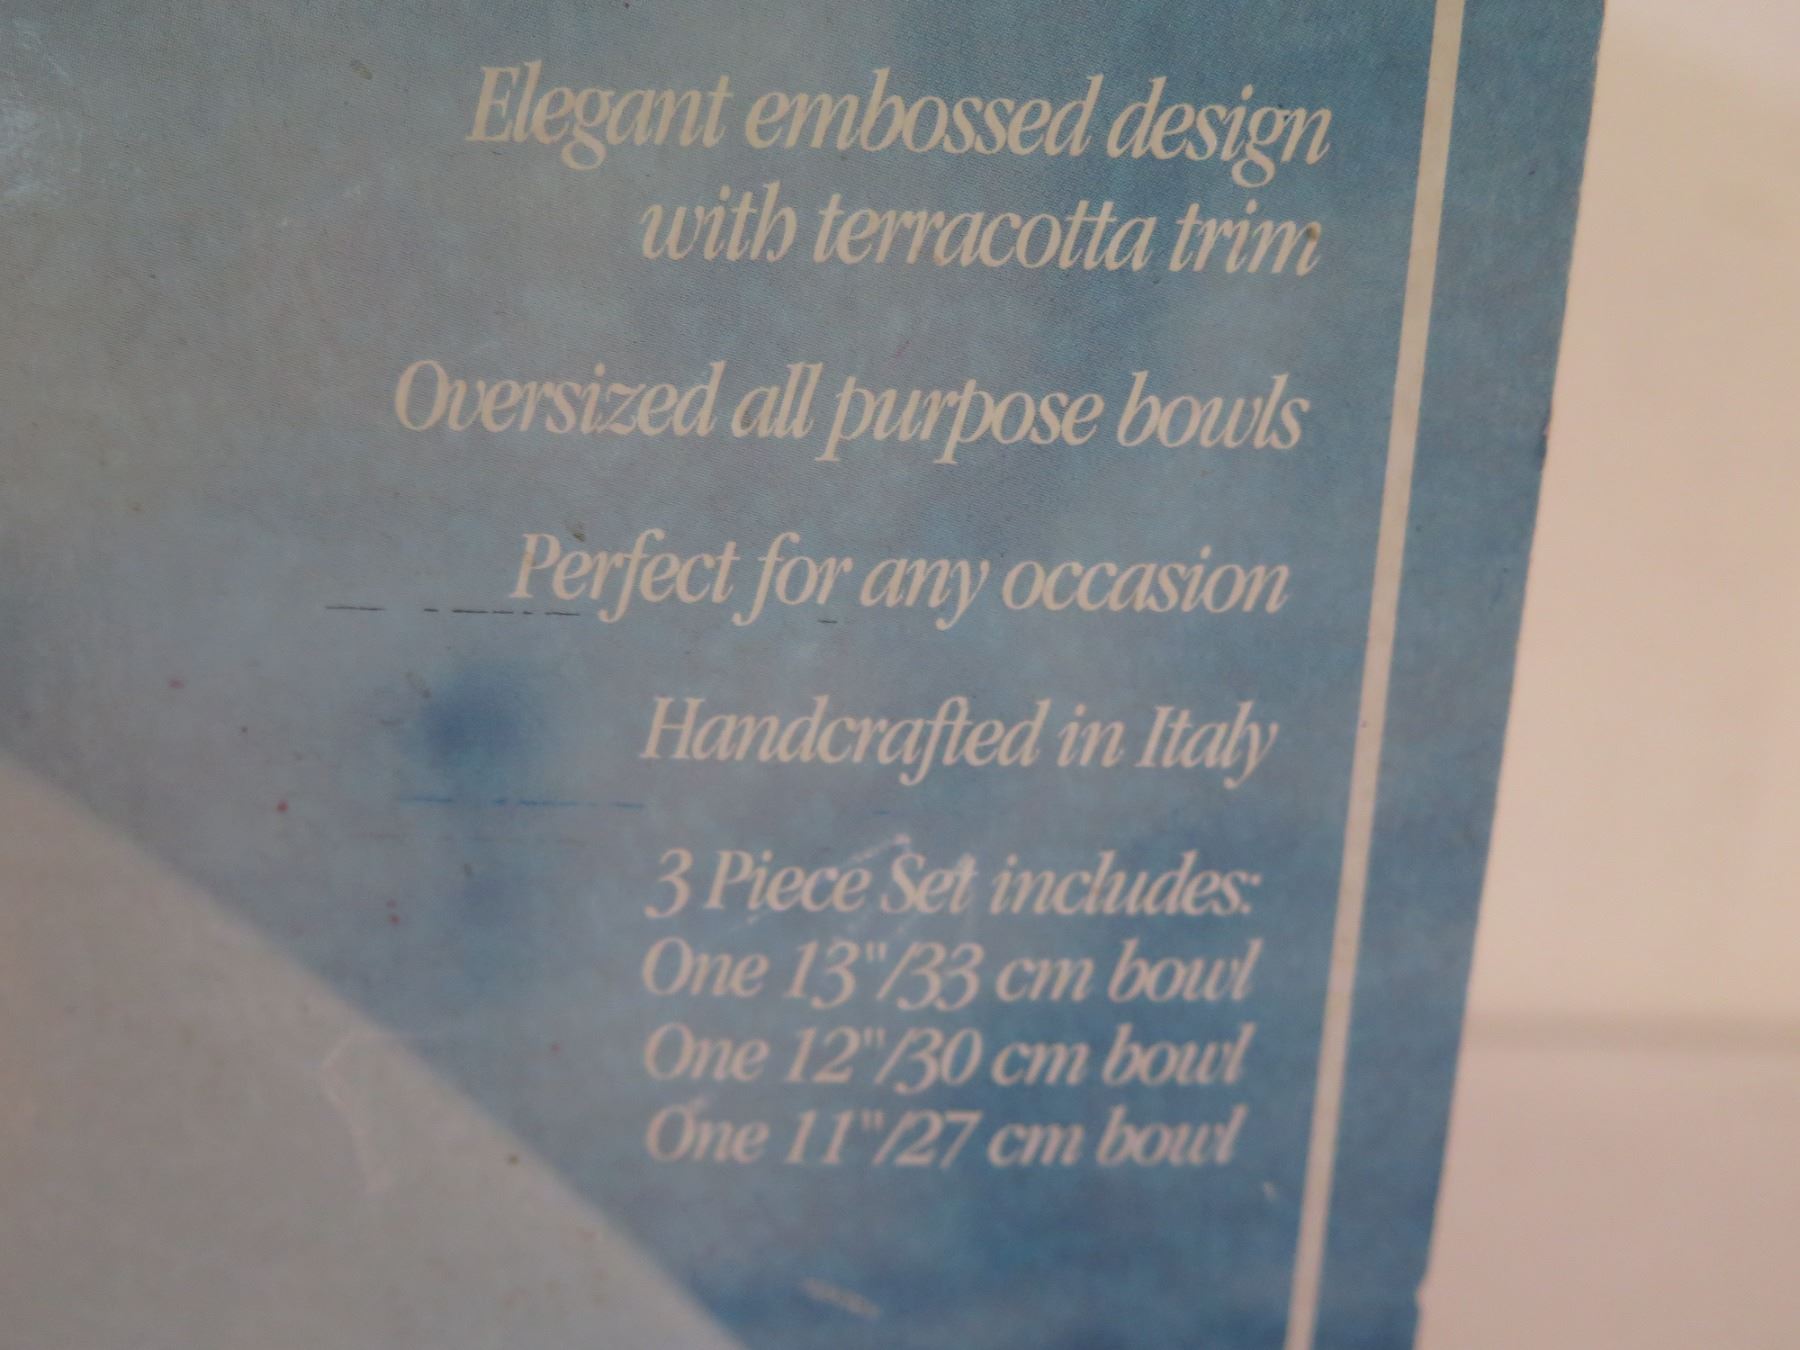 Elegant embossed design
with terracotta trim
Oversized all purpose bowls
Perfect for any occasion
Handcrafted in Italy
3 Piece Set includes:
One 13"/33 cm bowl
One 12"/30 cm bowl
One 11"/27 cm bowl